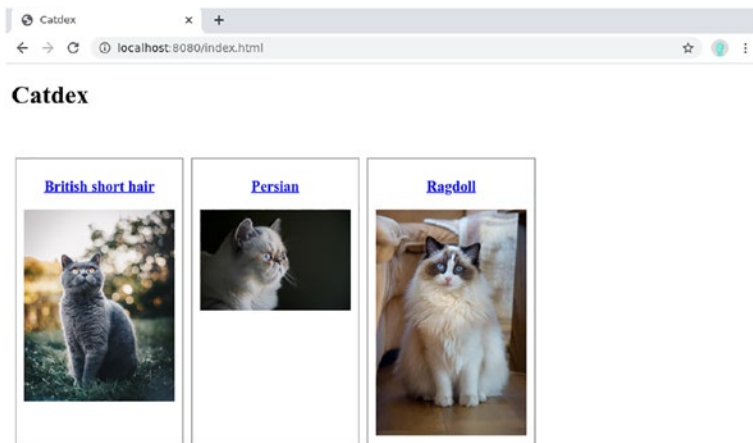 Catdex
localhost:8080/index.html
Catdex
British short hair
Persian
Ragdoll